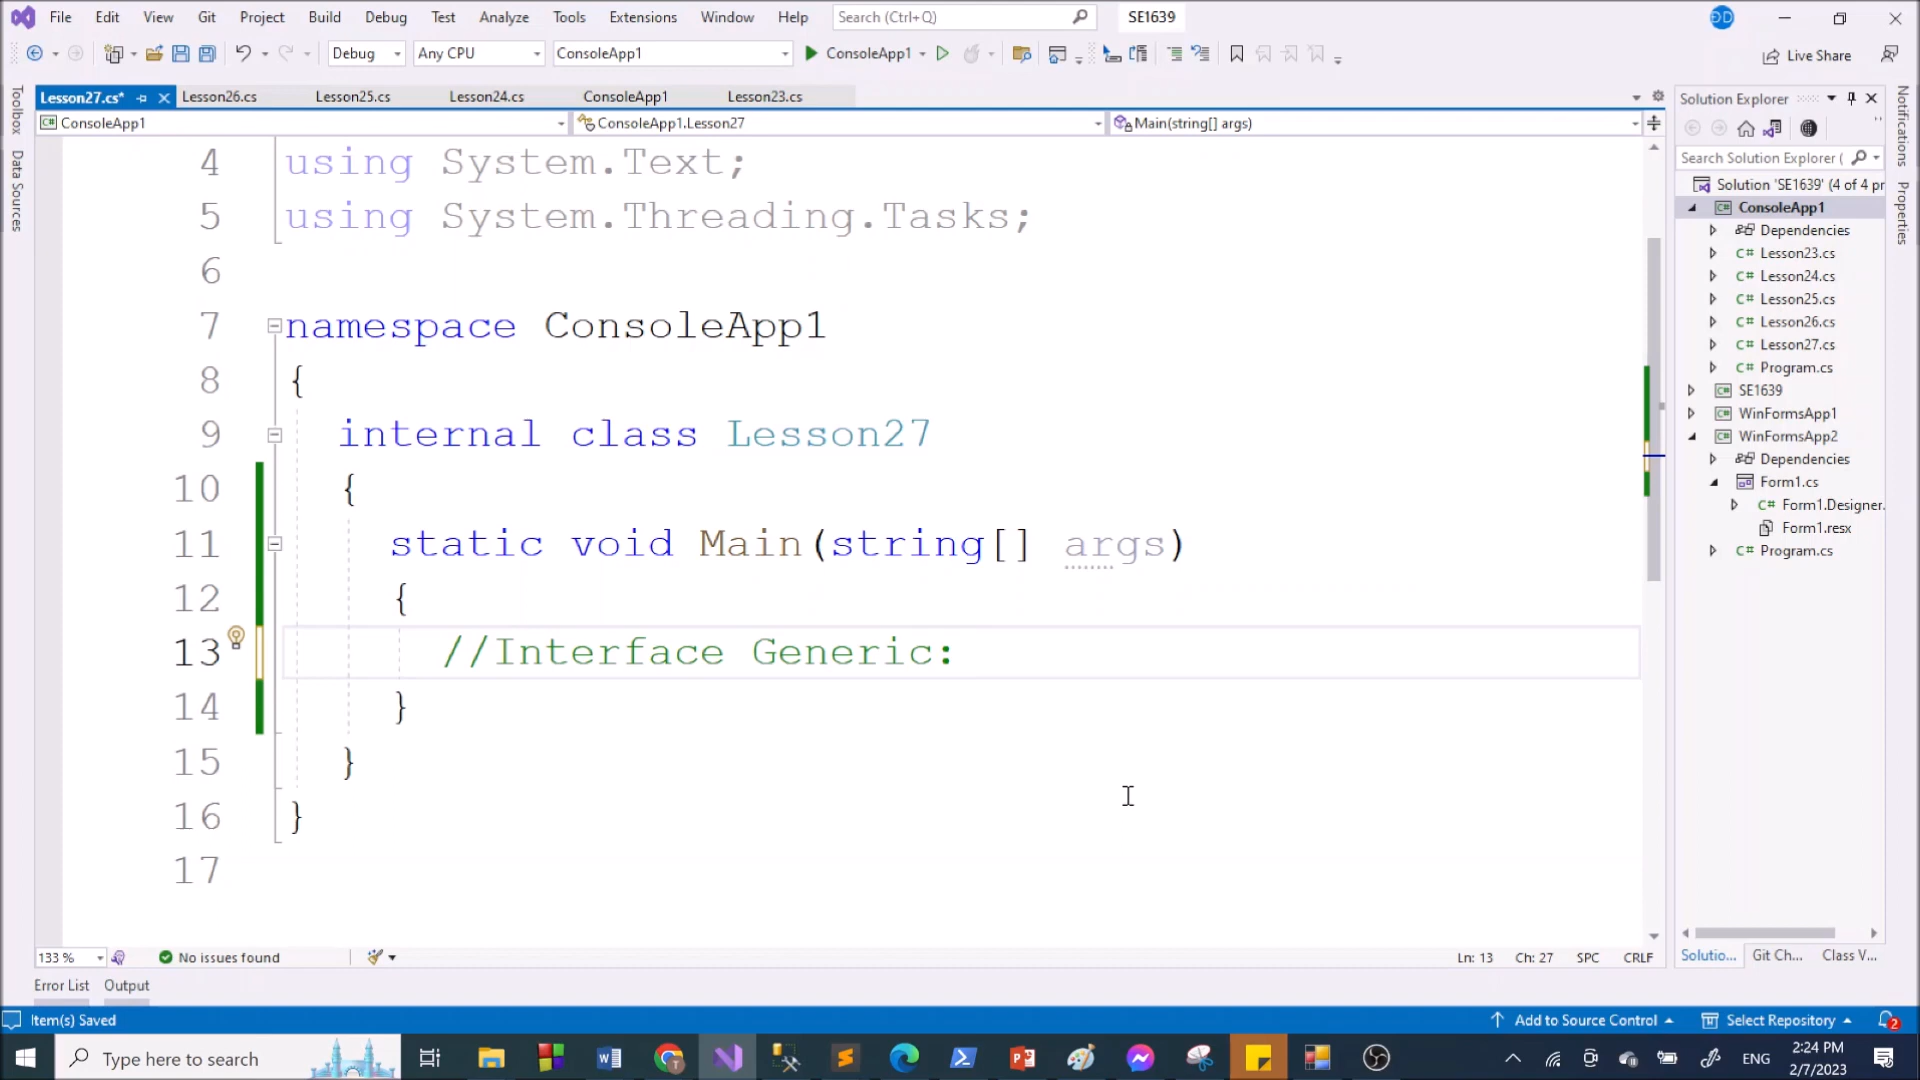 File Edit View Git Project Build Debug Test Analyze Tools Extensions Window Help Search (Ctrl+Q) SE1639 ĐD
Debug Any CPU ConsoleApp1 ConsoleApp1 Live Share
Lesson27.cs* Lesson26.cs Lesson25.cs Lesson24.cs ConsoleApp1 Lesson23.cs
C# ConsoleApp1 ConsoleApp1.Lesson27 Main(string[] args)
Toolbox
Data Sources
4 using System.Text;
5 using System.Threading.Tasks;
6
7 namespace ConsoleApp1
8 {
9 internal class Lesson27
10 {
11 static void Main(string[] args)
12 {
13 //Interface Generic:
14 }
15 }
16 }
17
133 % No issues found Ln: 13 Ch: 27 SPC CRLF
Error List Output
Solution Explorer
Search Solution Explorer (
Solution 'SE1639' (4 of 4 pr
C# ConsoleApp1
Dependencies
C# Lesson23.cs
C# Lesson24.cs
C# Lesson25.cs
C# Lesson26.cs
C# Lesson27.cs
C# Program.cs
C# SE1639
C# WinFormsApp1
C# WinFormsApp2
Dependencies
Form1.cs
C# Form1.Designer.
Form1.resx
C# Program.cs
Solutio... Git Ch... Class V...
Notifications
Properties
Item(s) Saved Add to Source Control Select Repository 2
Type here to search ENG 2:24 PM
2/7/2023